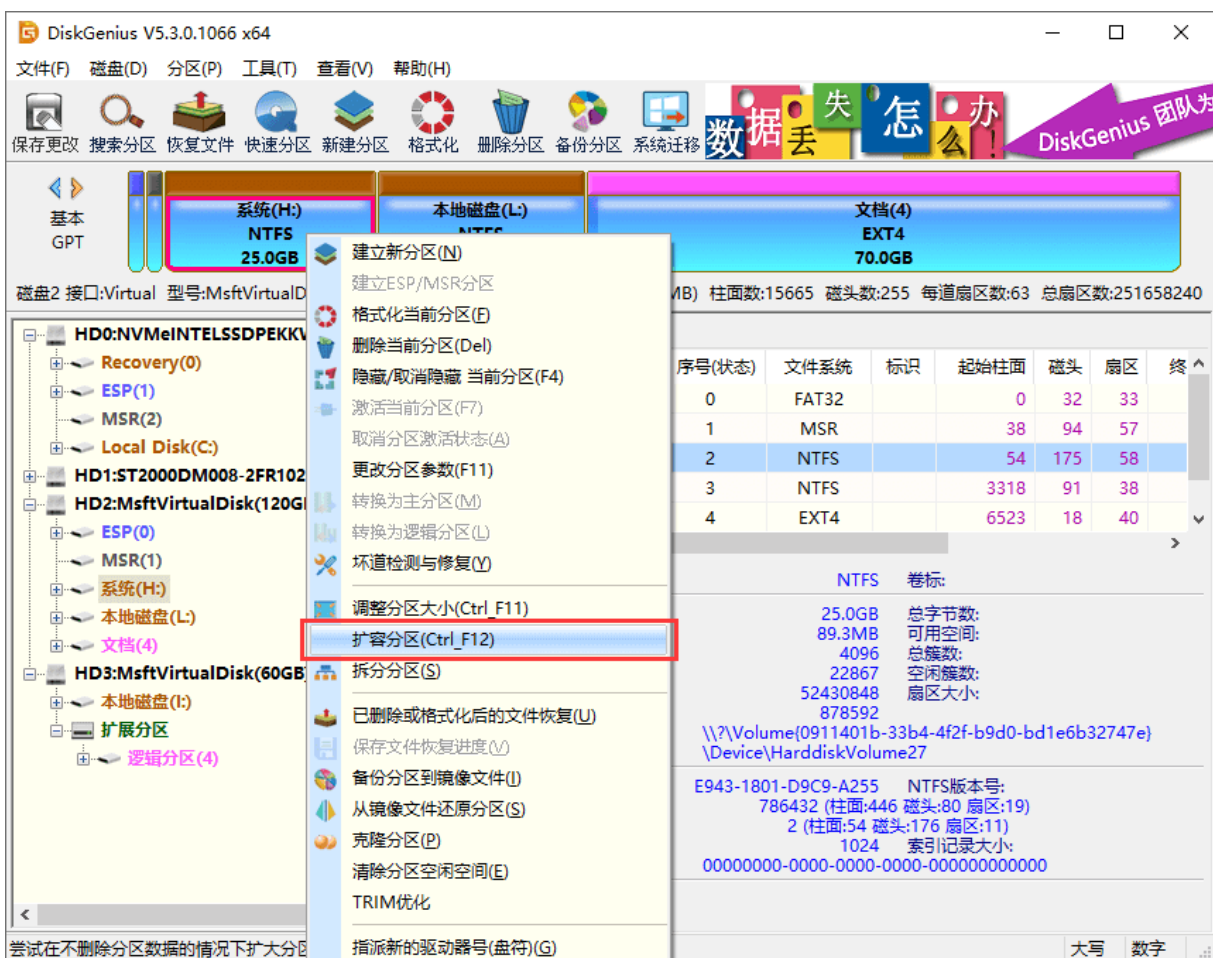 DiskGenius V5.3.0.1066 x64
文件(F) 磁盘(D) 分区(P) 工具(T) 查看(V) 帮助(H)
保存更改 搜索分区 恢复文件 快速分区 新建分区 格式化 删除分区 备份分区 系统迁移
数据丢失怎么办!
DiskGenius 团队为
基本
GPT
系统(H:)
NTFS
25.0GB
本地磁盘(L:)
NTFS
文档(4)
EXT4
70.0GB
磁盘2 接口:Virtual 型号:MsftVirtualD
MB) 柱面数:15665 磁头数:255 每道扇区数:63 总扇区数:251658240
HD0:NVMeINTELSSDPEKKW
Recovery(0)
ESP(1)
MSR(2)
Local Disk(C:)
HD1:ST2000DM008-2FR102
HD2:MsftVirtualDisk(120G
ESP(0)
MSR(1)
系统(H:)
本地磁盘(L:)
文档(4)
HD3:MsftVirtualDisk(60GB
本地磁盘(I:)
扩展分区
逻辑分区(4)
建立新分区(N)
建立ESP/MSR分区
格式化当前分区(F)
删除当前分区(Del)
隐藏/取消隐藏 当前分区(F4)
激活当前分区(F7)
取消分区激活状态(A)
更改分区参数(F11)
转换为主分区(M)
转换为逻辑分区(L)
坏道检测与修复(Y)
调整分区大小(Ctrl_F11)
扩容分区(Ctrl_F12)
拆分分区(S)
已删除或格式化后的文件恢复(U)
保存文件恢复进度(V)
备份分区到镜像文件(I)
从镜像文件还原分区(S)
克隆分区(P)
清除分区空闲空间(E)
TRIM优化
指派新的驱动器号(盘符)(G)
序号(状态) 文件系统 标识 起始柱面 磁头 扇区 终
0 FAT32 0 32 33
1 MSR 38 94 57
2 NTFS 54 175 58
3 NTFS 3318 91 38
4 EXT4 6523 18 40
NTFS 卷标:
25.0GB 总字节数:
89.3MB 可用空间:
4096 总簇数:
22867 空闲簇数:
52430848 扇区大小:
878592
\\?\Volume{0911401b-33b4-4f2f-b9d0-bd1e6b32747e}
\Device\HarddiskVolume27
E943-1801-D9C9-A255 NTFS版本号:
786432 (柱面:446 磁头:80 扇区:19)
2 (柱面:54 磁头:176 扇区:11)
1024 索引记录大小:
00000000-0000-0000-0000-000000000000
尝试在不删除分区数据的情况下扩大分区
大写 数字